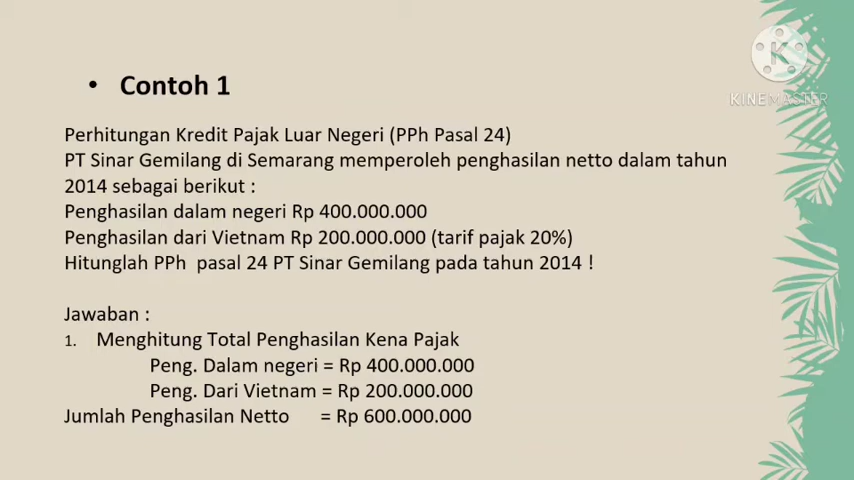 K
KINEMASTER
• Contoh 1
Perhitungan Kredit Pajak Luar Negeri (PPh Pasal 24)
PT Sinar Gemilang di Semarang memperoleh penghasilan netto dalam tahun
2014 sebagai berikut :
Penghasilan dalam negeri Rp 400.000.000
Penghasilan dari Vietnam Rp 200.000.000 (tarif pajak 20%)
Hitunglah PPh pasal 24 PT Sinar Gemilang pada tahun 2014 !
Jawaban :
1. Menghitung Total Penghasilan Kena Pajak
Peng. Dalam negeri = Rp 400.000.000
Peng. Dari Vietnam = Rp 200.000.000
Jumlah Penghasilan Netto = Rp 600.000.000